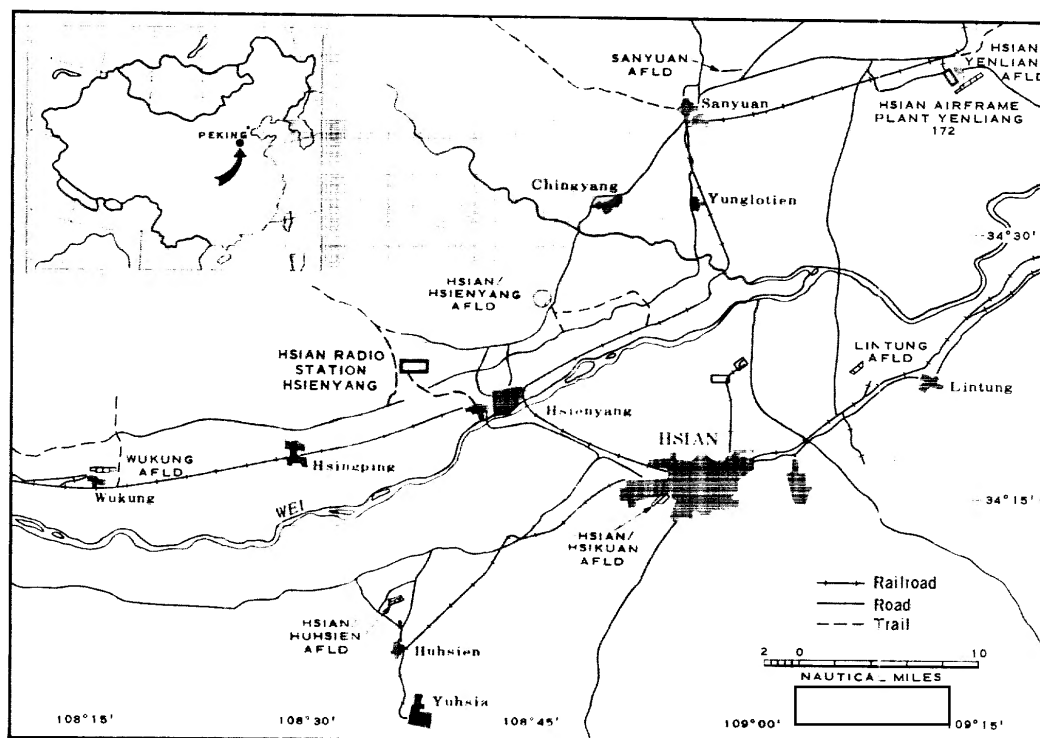 PEKING
SANYUAN
AFLD
HSIAN
YENLIANG
AFLD
Sanyuan
HSIAN AIRFRAME
PLANT YENLIANG
172
Chingyang
Yunglotien
34°30'
HSIAN/
HSIENYANG
AFLD
HSIAN RADIO
STATION
HSIENYANG
LINTUNG
AFLD
Lintung
Hsienyang
HSIAN
WUKUNG
AFLD
Wukung
Hsingping
WEI
34°15'
HSIAN/
HSIKUAN
AFLD
Railroad
Road
Trail
HSIAN/
HUHSIEN
AFLD
Huhsien
2 0 10
NAUTICA_ MILES
Yuhsia
108°15' 108°30' 108°45' 109°00' 09°15'